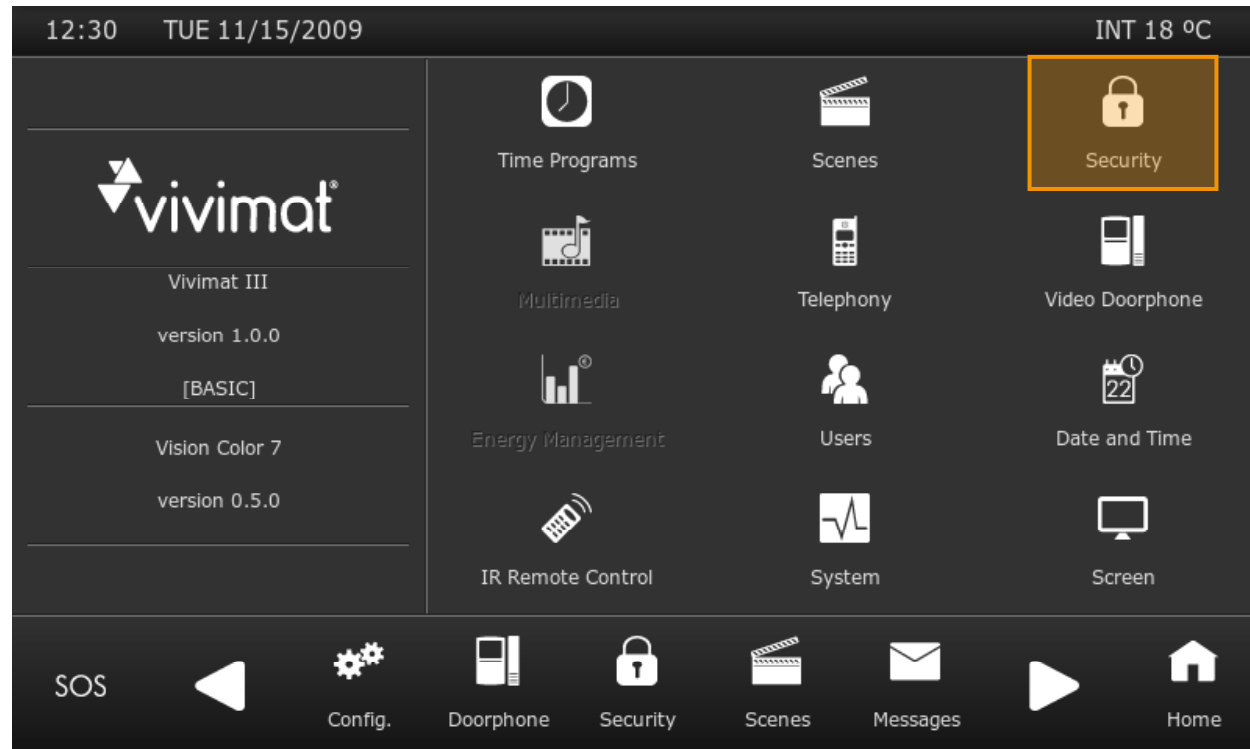 12:30 TUE 11/15/2009 INT 18 ºC
vivimat®
Vivimat III
version 1.0.0
[BASIC]
Vision Color 7
version 0.5.0
Time Programs Scenes Security
Multimedia Telephony Video Doorphone
22
Energy Management Users Date and Time
IR Remote Control System Screen
SOS Config. Doorphone Security Scenes Messages Home